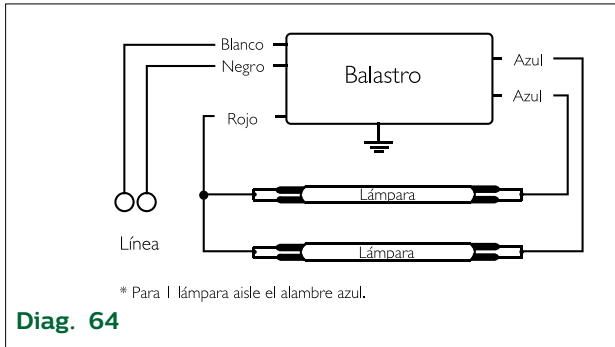 Blanco
Negro
Rojo
Balastro
Azul
Azul
Lámpara
Lámpara
Línea
* Para 1 lámpara aisle el alambre azul.
Diag. 64